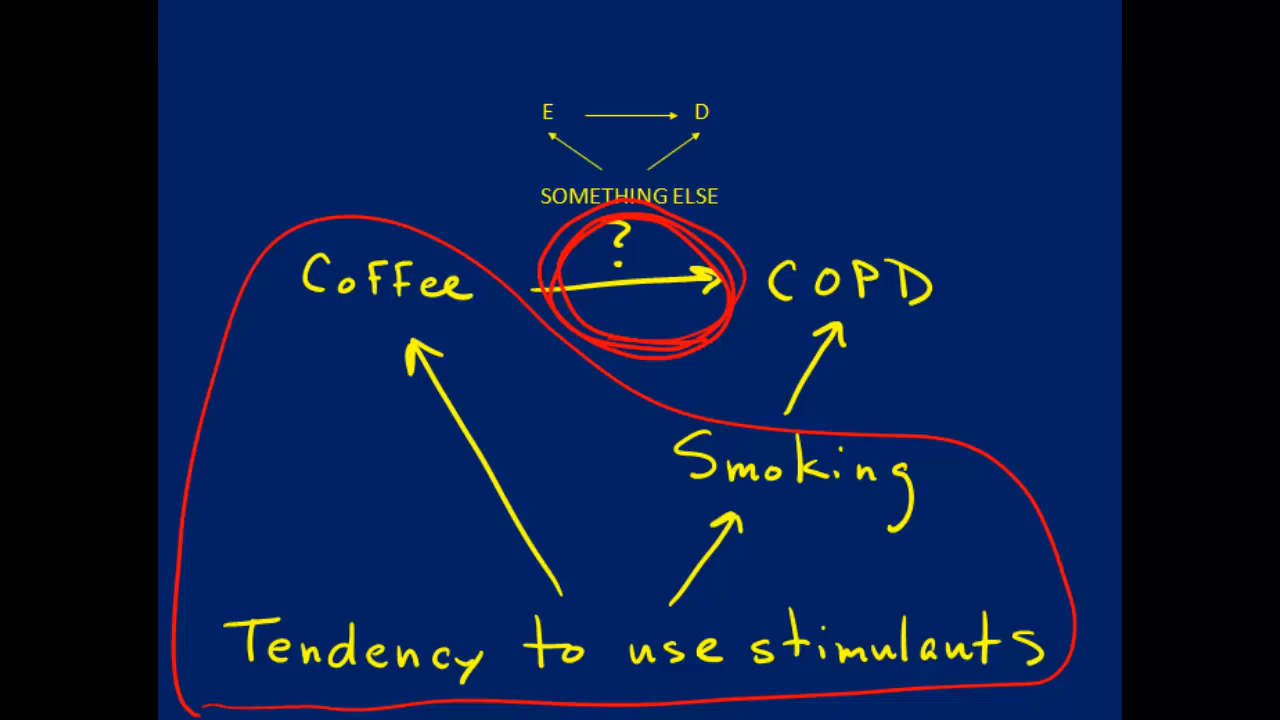 E D
SOMETHING ELSE
?
Coffee COPD
Smoking
Tendency to use stimulants